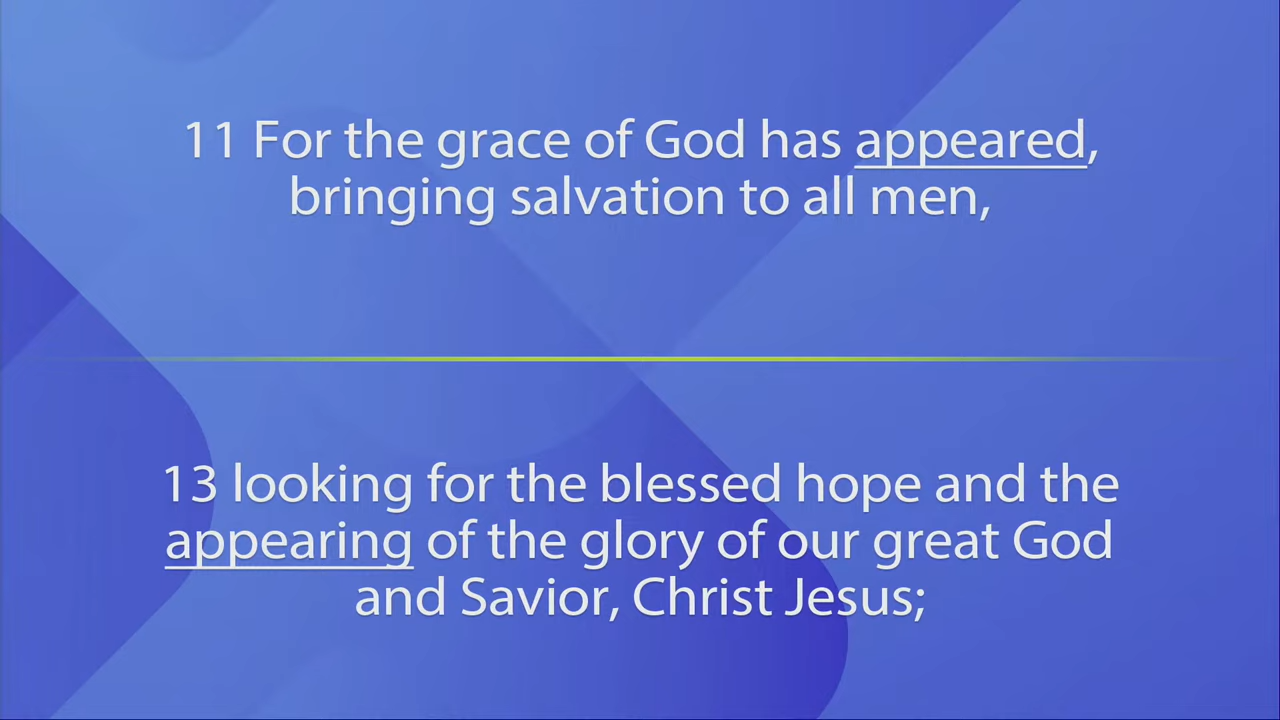 11 For the grace of God has appeared,
bringing salvation to all men,
13 looking for the blessed hope and the
appearing of the glory of our great God
and Savior, Christ Jesus;